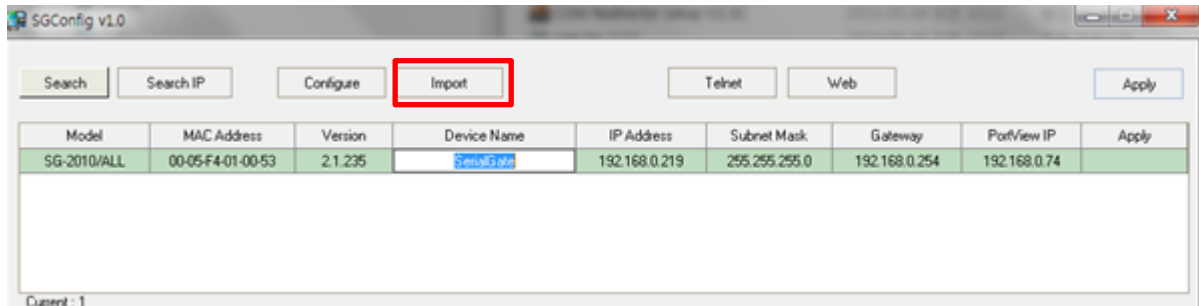 SGConfig v1.0
Search Search IP Configure Import Telnet Web Apply
Model MAC Address Version Device Name IP Address Subnet Mask Gateway PortView IP Apply
SG-2010/ALL 00-05-F4-01-00-53 2.1.235 SerialGate 192.168.0.219 255.255.255.0 192.168.0.254 192.168.0.74
Current : 1